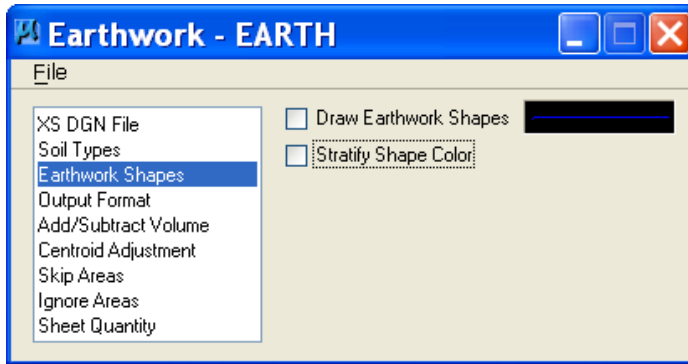 Earthwork - EARTH
File
XS DGN File
Soil Types
Earthwork Shapes
Output Format
Add/Subtract Volume
Centroid Adjustment
Skip Areas
Ignore Areas
Sheet Quantity
Draw Earthwork Shapes
Stratify Shape Color